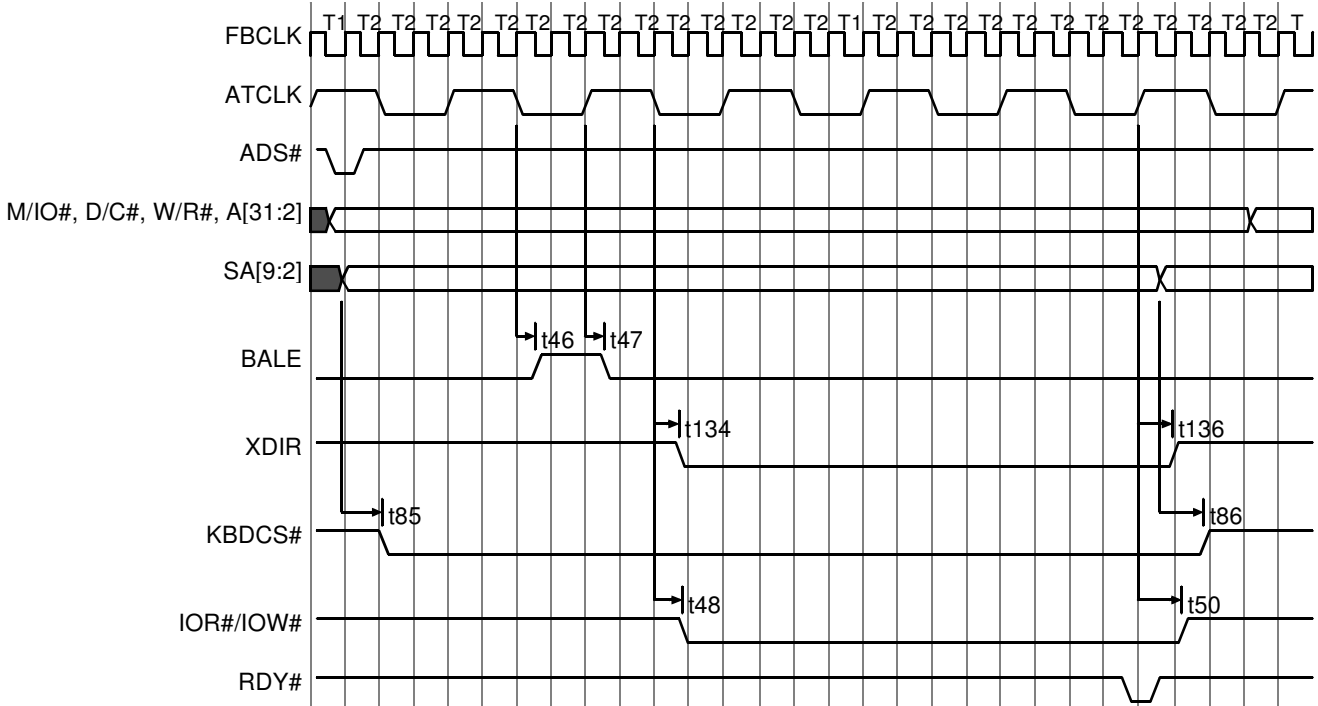 T1 T2 T2 T2 T2 T2 T2 T2 T2 T2 T2 T2 T2 T2 T2 T1 T2 T2 T2 T2 T2 T2 T2 T2 T2 T2 T2 T2 T
FBCLK
ATCLK
ADS#
M/IO#, D/C#, W/R#, A[31:2]
SA[9:2]
t46 t47
BALE
t134 t136
XDIR
t85 t86
KBDCS#
t48 t50
IOR#/IOW#
RDY#